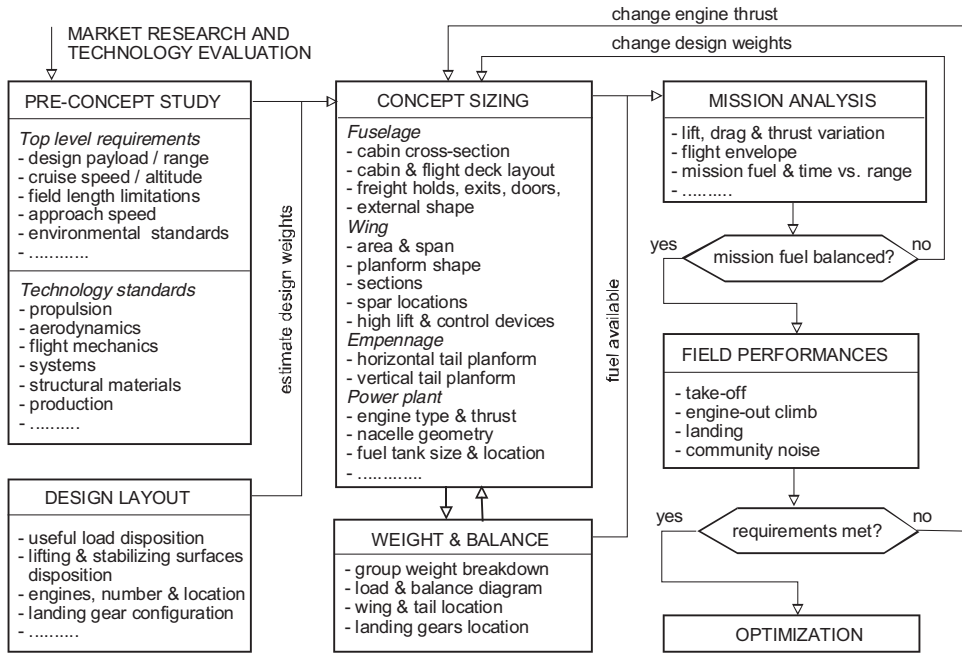 MARKET RESEARCH AND
TECHNOLOGY EVALUATION
change engine thrust
change design weights
PRE-CONCEPT STUDY
Top level requirements
- design payload / range
- cruise speed / altitude
- field length limitations
- approach speed
- environmental standards
- ............
Technology standards
- propulsion
- aerodynamics
- flight mechanics
- systems
- structural materials
- production
- ..........
DESIGN LAYOUT
- useful load disposition
- lifting & stabilizing surfaces
disposition
- engines, number & location
- landing gear configuration
- ..........
estimate design weights
CONCEPT SIZING
Fuselage
- cabin cross-section
- cabin & flight deck layout
- freight holds, exits, doors,
- external shape
Wing
- area & span
- planform shape
- sections
- spar locations
- high lift & control devices
Empennage
- horizontal tail planform
- vertical tail planform
Power plant
- engine type & thrust
- nacelle geometry
- fuel tank size & location
- .............
WEIGHT & BALANCE
- group weight breakdown
- load & balance diagram
- wing & tail location
- landing gears location
fuel available
MISSION ANALYSIS
- lift, drag & thrust variation
- flight envelope
- mission fuel & time vs. range
- ..........
yes
mission fuel balanced?
no
FIELD PERFORMANCES
- take-off
- engine-out climb
- landing
- community noise
yes
requirements met?
no
OPTIMIZATION